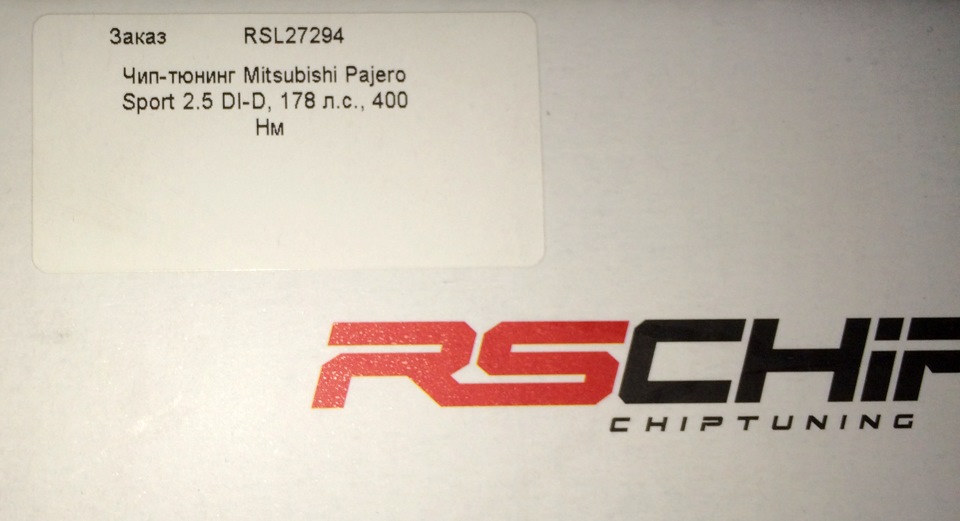 Заказ RSL27294
Чип-тюнинг Mitsubishi Pajero
Sport 2.5 DI-D, 178 л.с., 400
Нм
RSCHiP
CHIPTUNING